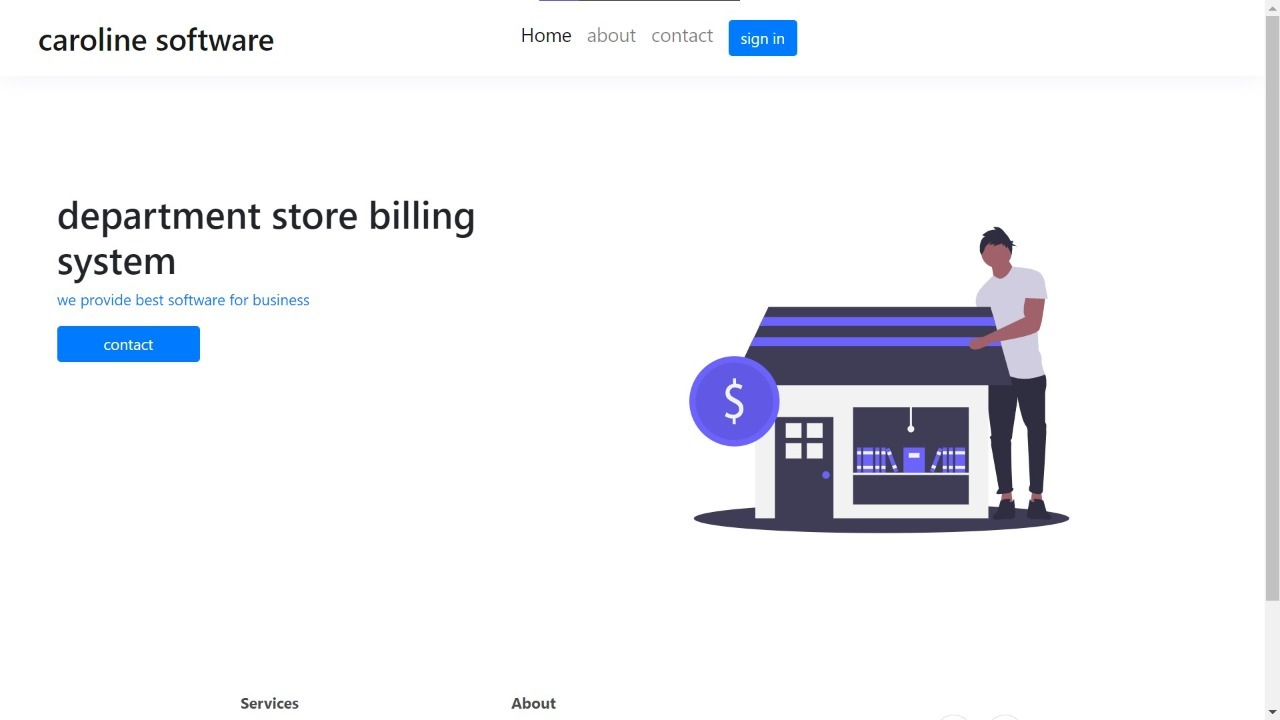 caroline software
Home about contact sign in
department store billing
system
we provide best software for business
contact
$
Services About